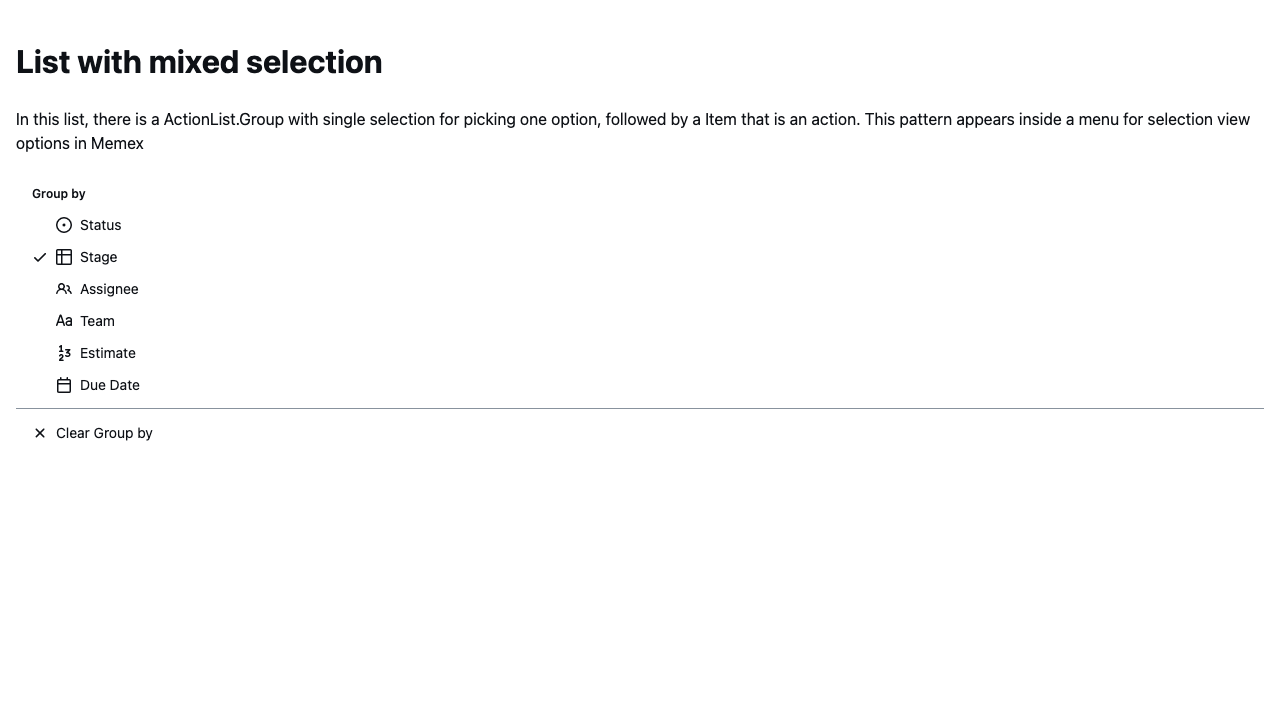 List with mixed selection
In this list, there is a ActionList.Group with single selection for picking one option, followed by a Item that is an action. This pattern appears inside a menu for selection view
options in Memex
Group by
Status
Stage
Assignee
Aa Team
Estimate
Due Date
Clear Group by